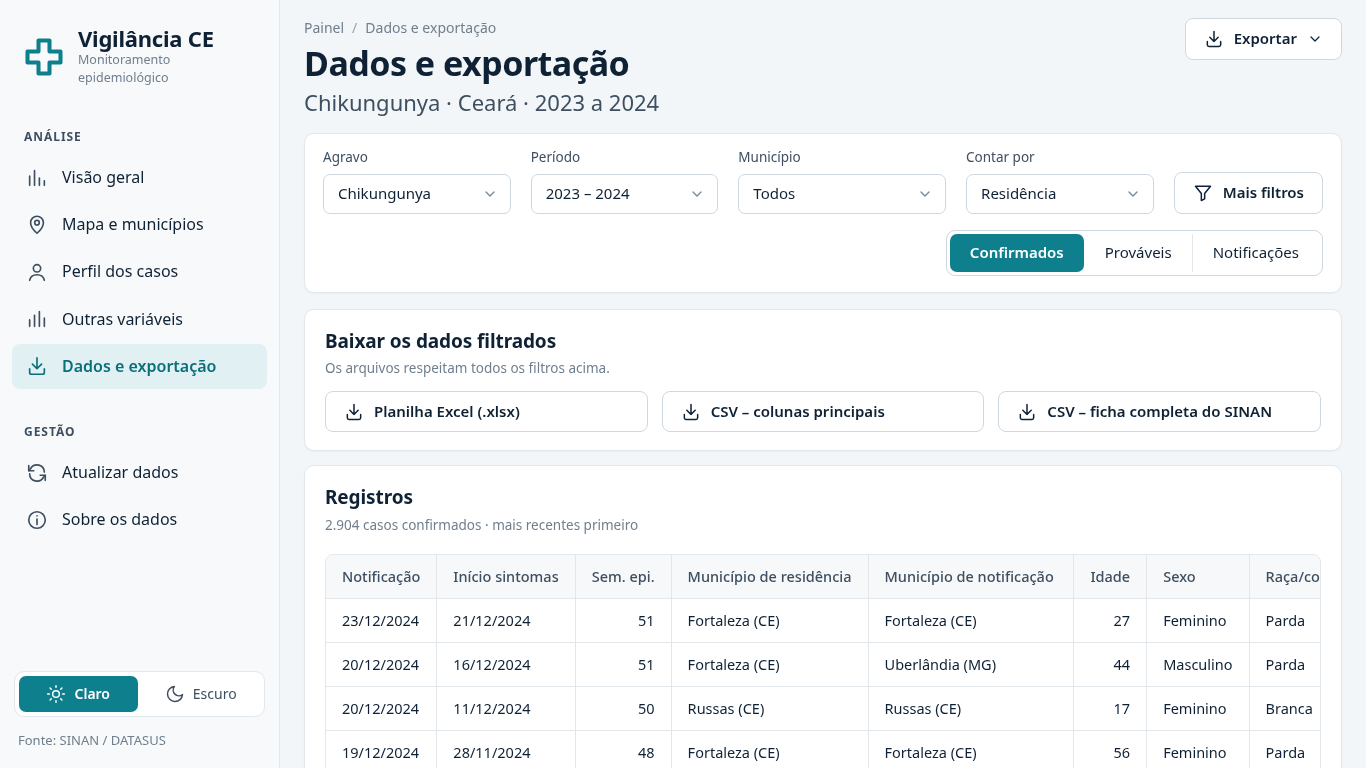 Vigilância CE
Monitoramento
epidemiológico
ANÁLISE
Visão geral
Mapa e municípios
Perfil dos casos
Outras variáveis
Dados e exportação
GESTÃO
Atualizar dados
Sobre os dados
Claro
Escuro
Fonte: SINAN / DATASUS
Painel / Dados e exportação
Exportar
Dados e exportação
Chikungunya · Ceará · 2023 a 2024
Agravo Período Município Contar por
Chikungunya 2023 – 2024 Todos Residência Mais filtros
Confirmados Prováveis Notificações
Baixar os dados filtrados
Os arquivos respeitam todos os filtros acima.
Planilha Excel (.xlsx) CSV – colunas principais CSV – ficha completa do SINAN
Registros
2.904 casos confirmados · mais recentes primeiro
Notificação Início sintomas Sem. epi. Município de residência Município de notificação Idade Sexo Raça/co
23/12/2024 21/12/2024 51 Fortaleza (CE) Fortaleza (CE) 27 Feminino Parda
20/12/2024 16/12/2024 51 Fortaleza (CE) Uberlândia (MG) 44 Masculino Parda
20/12/2024 11/12/2024 50 Russas (CE) Russas (CE) 17 Feminino Branca
19/12/2024 28/11/2024 48 Fortaleza (CE) Fortaleza (CE) 56 Feminino Parda